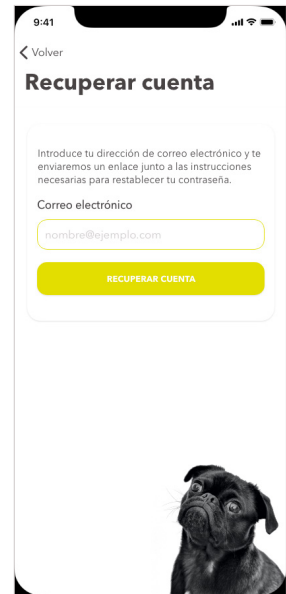 9:41
Volver
Recuperar cuenta
Introduce tu dirección de correo electrónico y te
enviaremos un enlace junto a las instrucciones
necesarias para restablecer tu contraseña.
Correo electrónico
nombre@ejemplo.com
RECUPERAR CUENTA